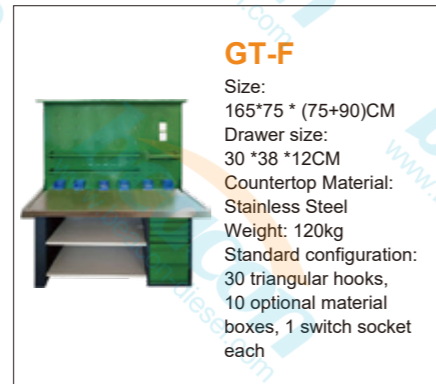 GT-F
Size:
165*75 * (75+90)CM
Drawer size:
30 *38 *12CM
Countertop Material:
Stainless Steel
Weight: 120kg
Standard configuration:
30 triangular hooks,
10 optional material
boxes, 1 switch socket
each